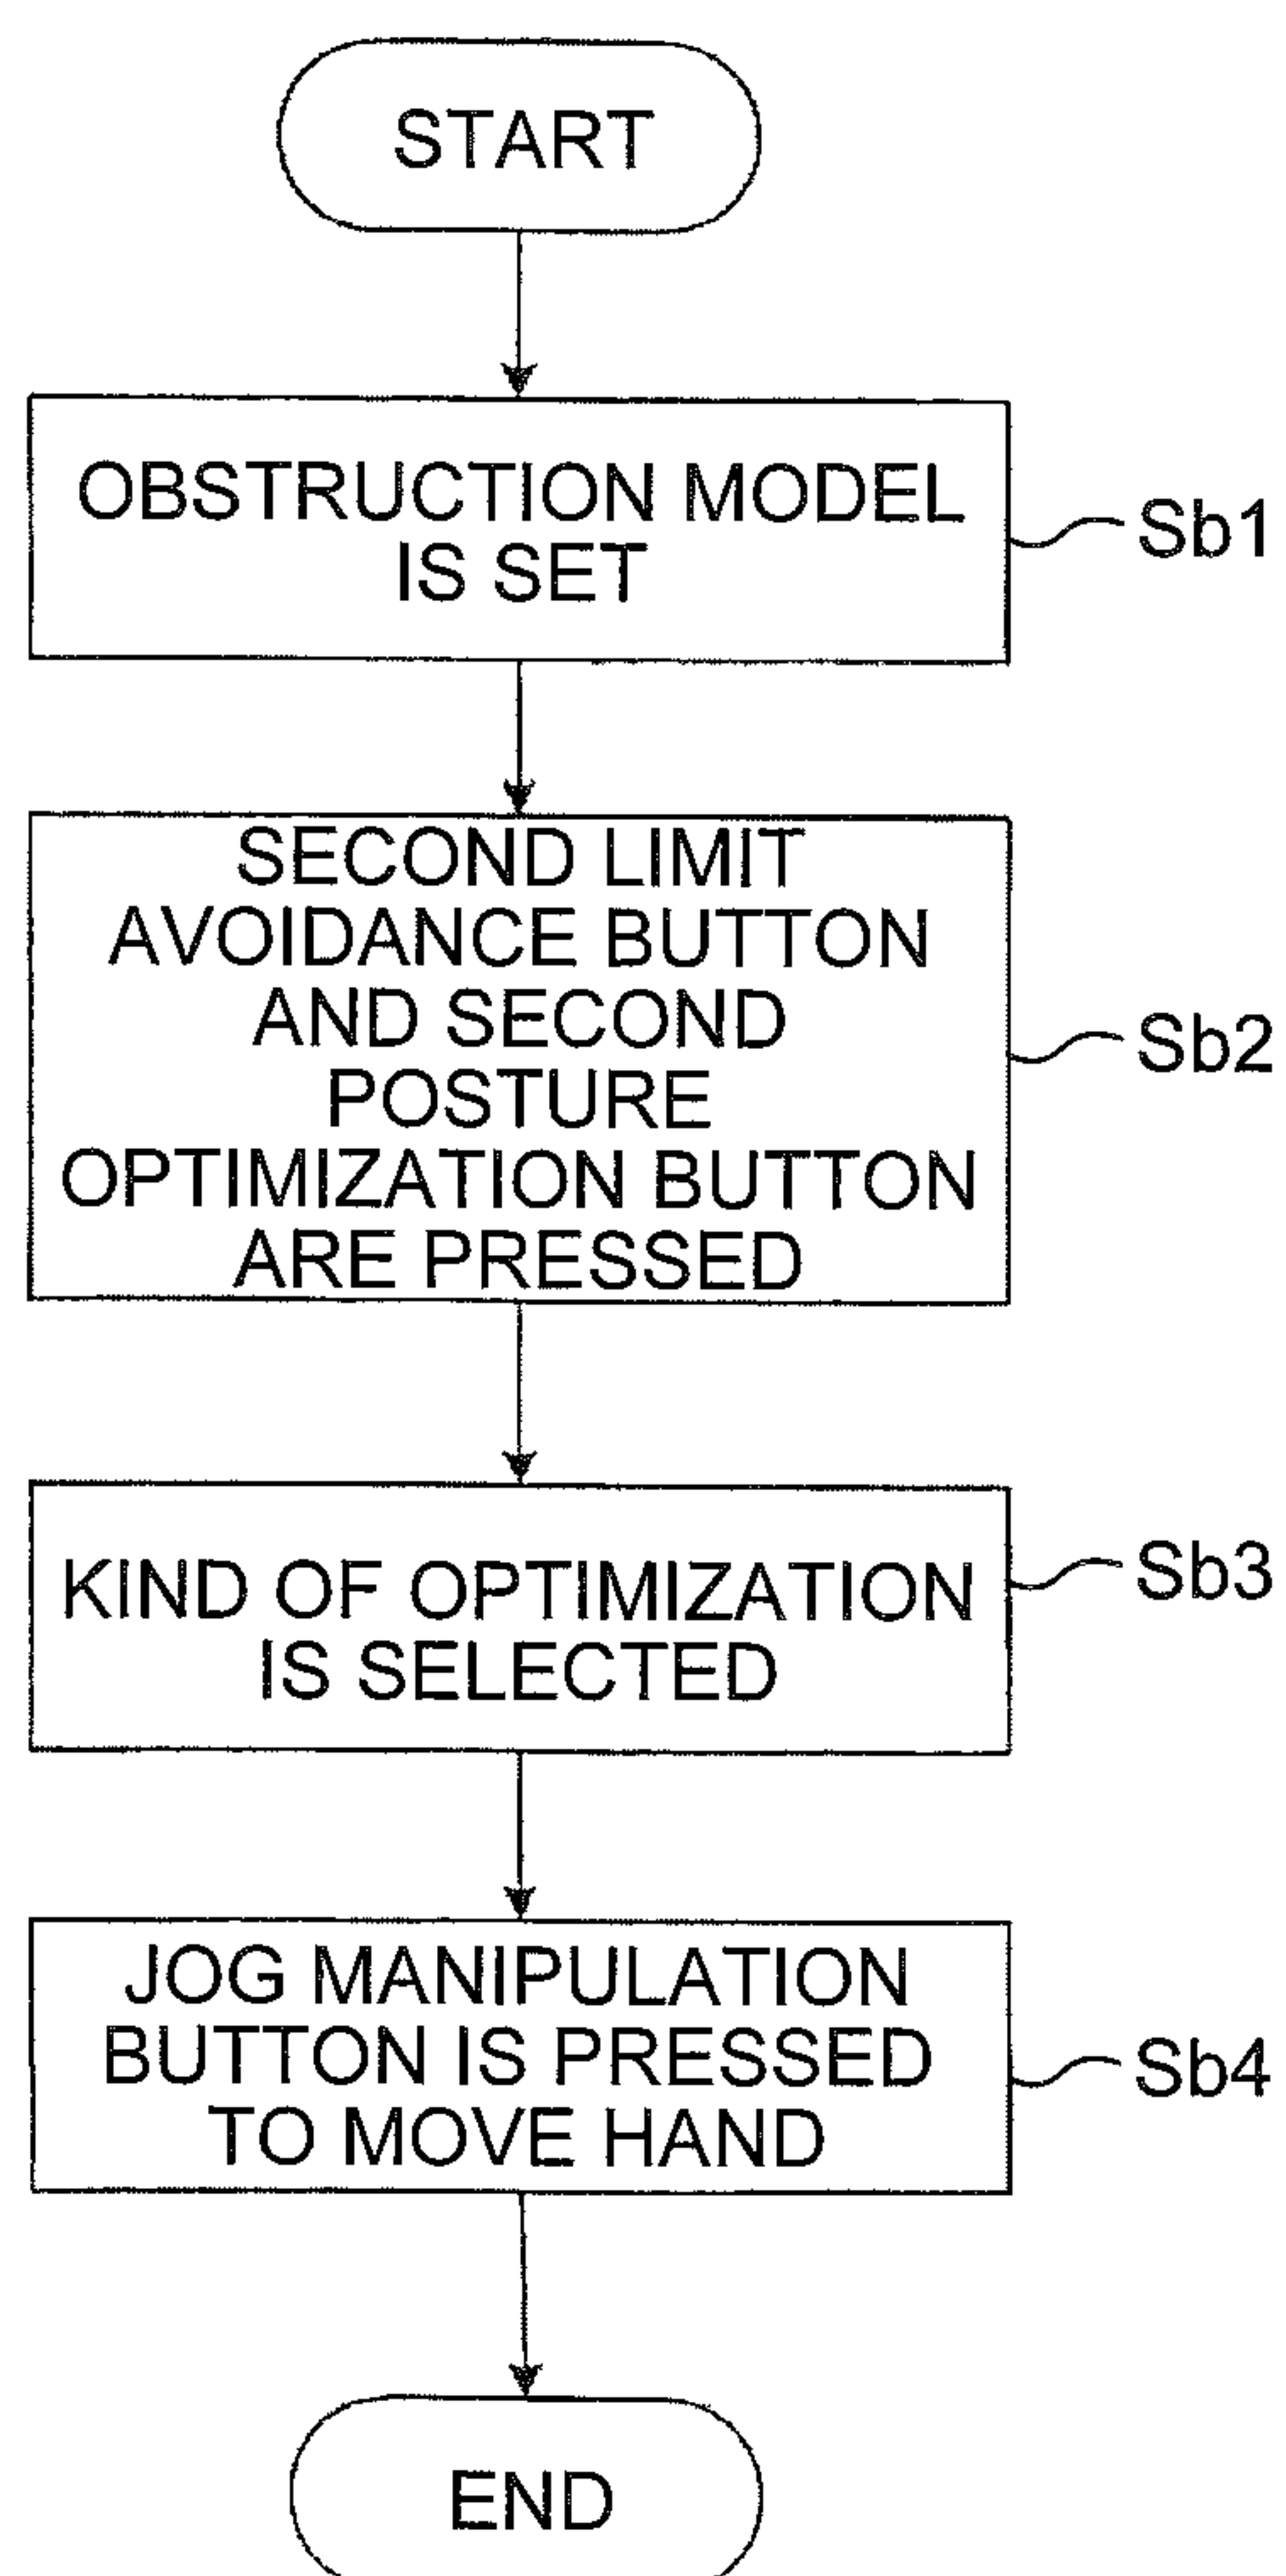 START
OBSTRUCTION MODEL
IS SET
Sb1
SECOND LIMIT
AVOIDANCE BUTTON
AND SECOND
POSTURE
OPTIMIZATION BUTTON
ARE PRESSED
Sb2
KIND OF OPTIMIZATION
IS SELECTED
Sb3
JOG MANIPULATION
BUTTON IS PRESSED
TO MOVE HAND
Sb4
END